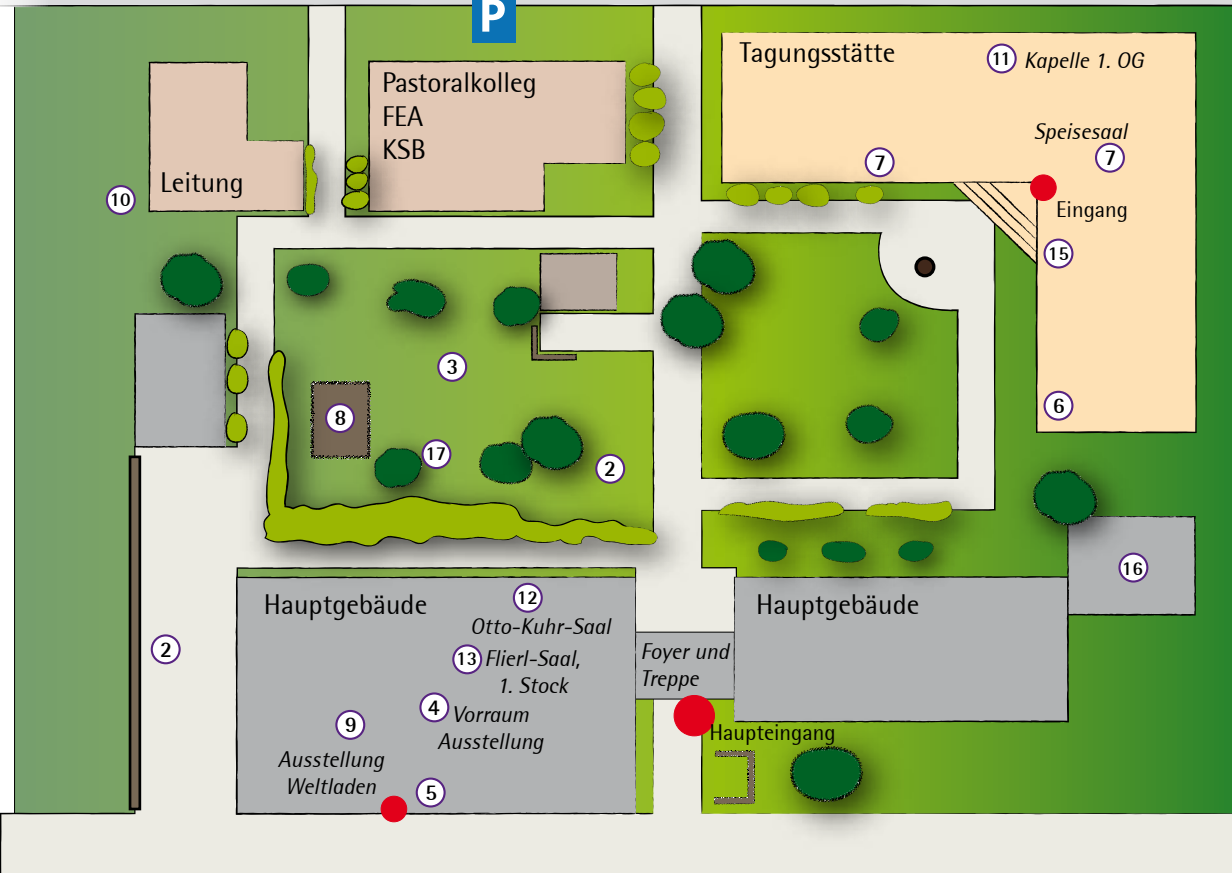 P
Tagungsstätte
11 Kapelle 1. OG
Pastoralkolleg
FEA
KSB
Speisesaal
7
7
Leitung
10
Eingang
15
3
8
6
17
2
16
Hauptgebäude
12
Otto-Kuhr-Saal
13 Flierl-Saal,
1. Stock
4 Vorraum
Ausstellung
9
Ausstellung
Weltladen
5
2
Hauptgebäude
Foyer und
Treppe
Haupteingang